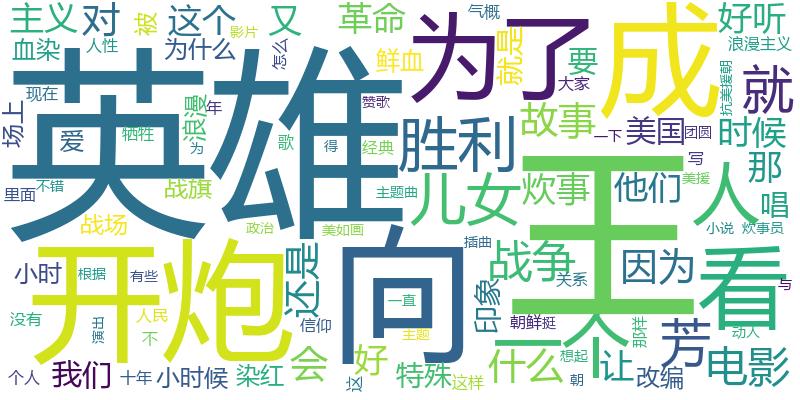 主义
对
被
这个
又
革命
气概
为了
成
好听
血染
人性
为什么
影片
怎么
鲜血
就是
要
浪漫主义
现在
年
大家
抗美援朝
就
英雄
场上
爱
牺牲
浪漫
赞歌
胜利
故事
美国
团圆
时候
为
歌
得
经典
一下
写
那
里面
不错
战旗
主题曲
儿女
炊事
王
他们
美援
人
唱
战场
政治
美如画
插曲
小说
炊事员
开炮
向
还是
战争
因为
看
小时
根据
有些
一直
印象
关系
与
没有
演出
人民
不
信仰
主题
朝鲜
挺
一个
那样
芳
动人
个人
我们
十年
小时候
染红
会
这
好
特殊
这样
什么
想起
朝
让
改编
电影